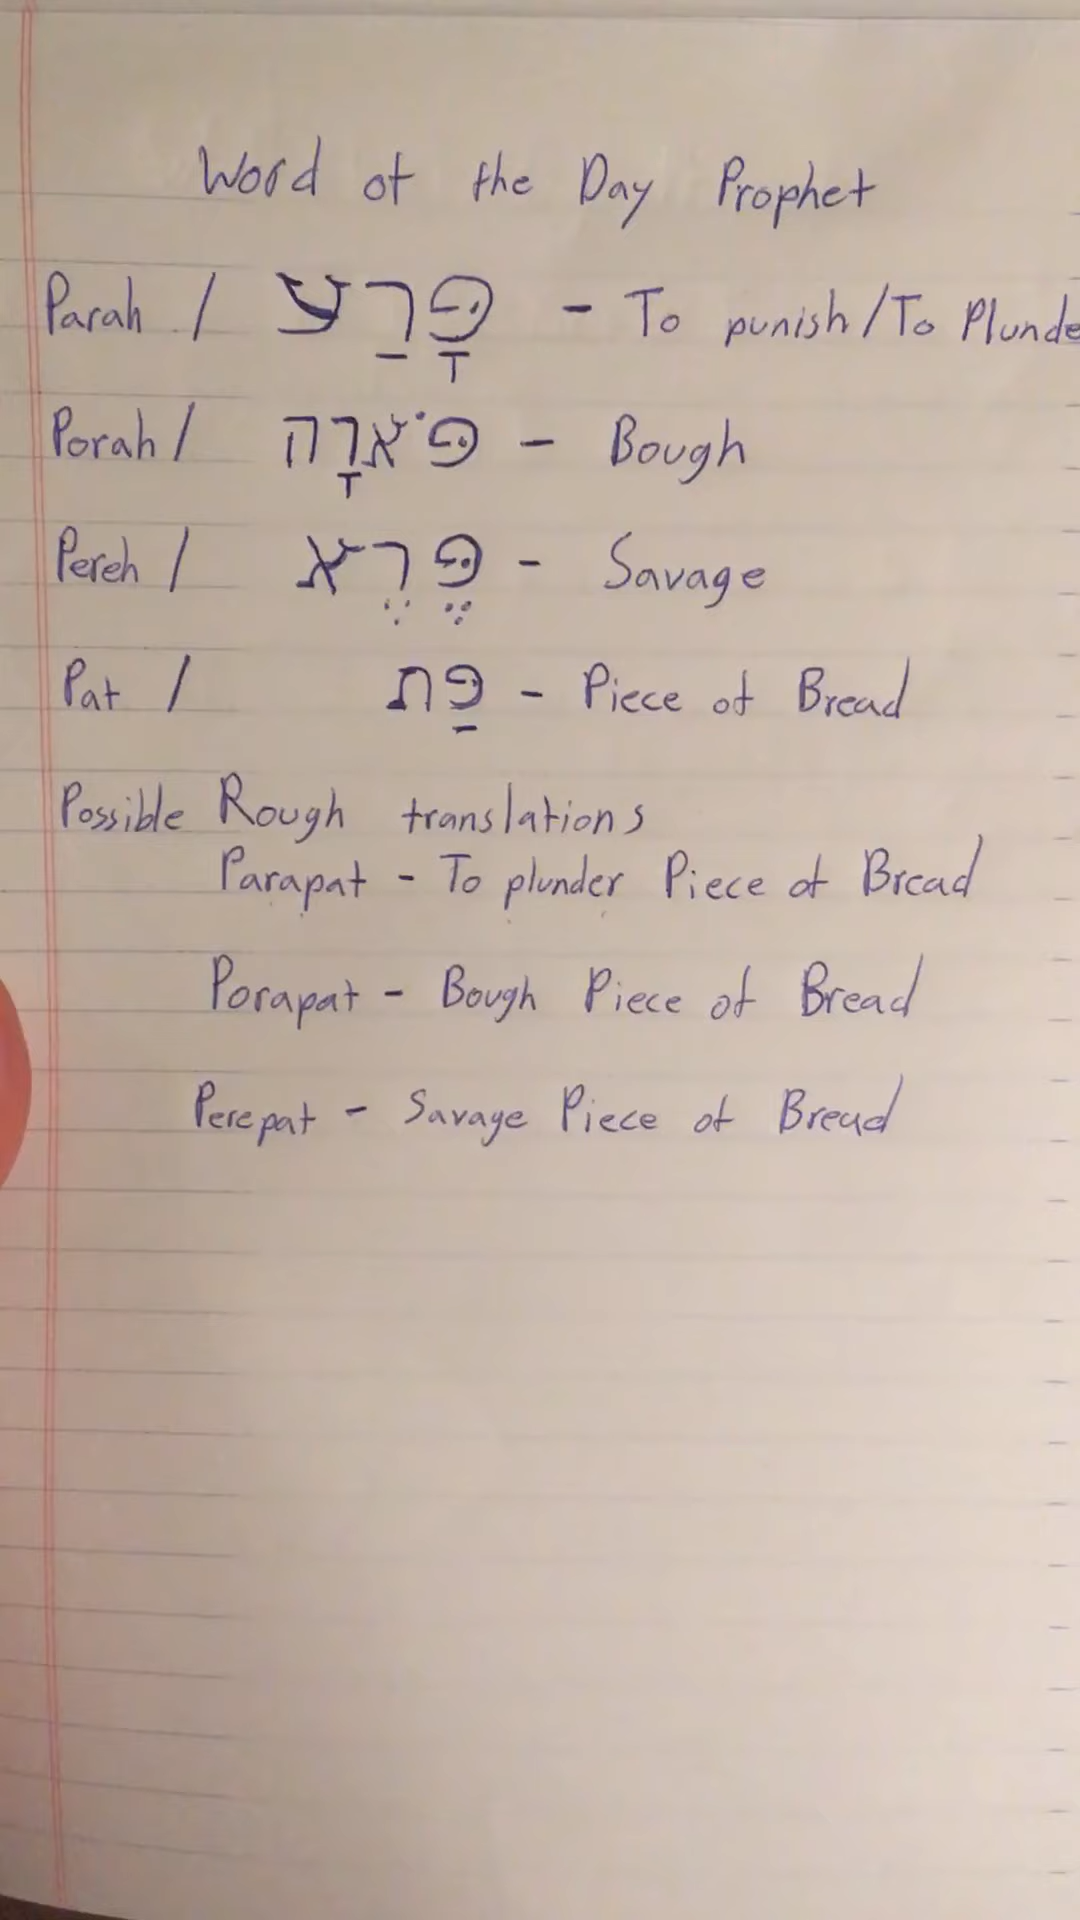 Word of the Day Prophet
Parah / פָּרַע - To punish/To Plunde
Porah / פֹּארָה - Bough
Pereh / פֶּרֶא - Savage
Pat / פַּת - Piece of Bread
Possible Rough translations
Parapat - To plunder Piece of Bread
Porapat - Bough Piece of Bread
Perepat - Savage Piece of Bread